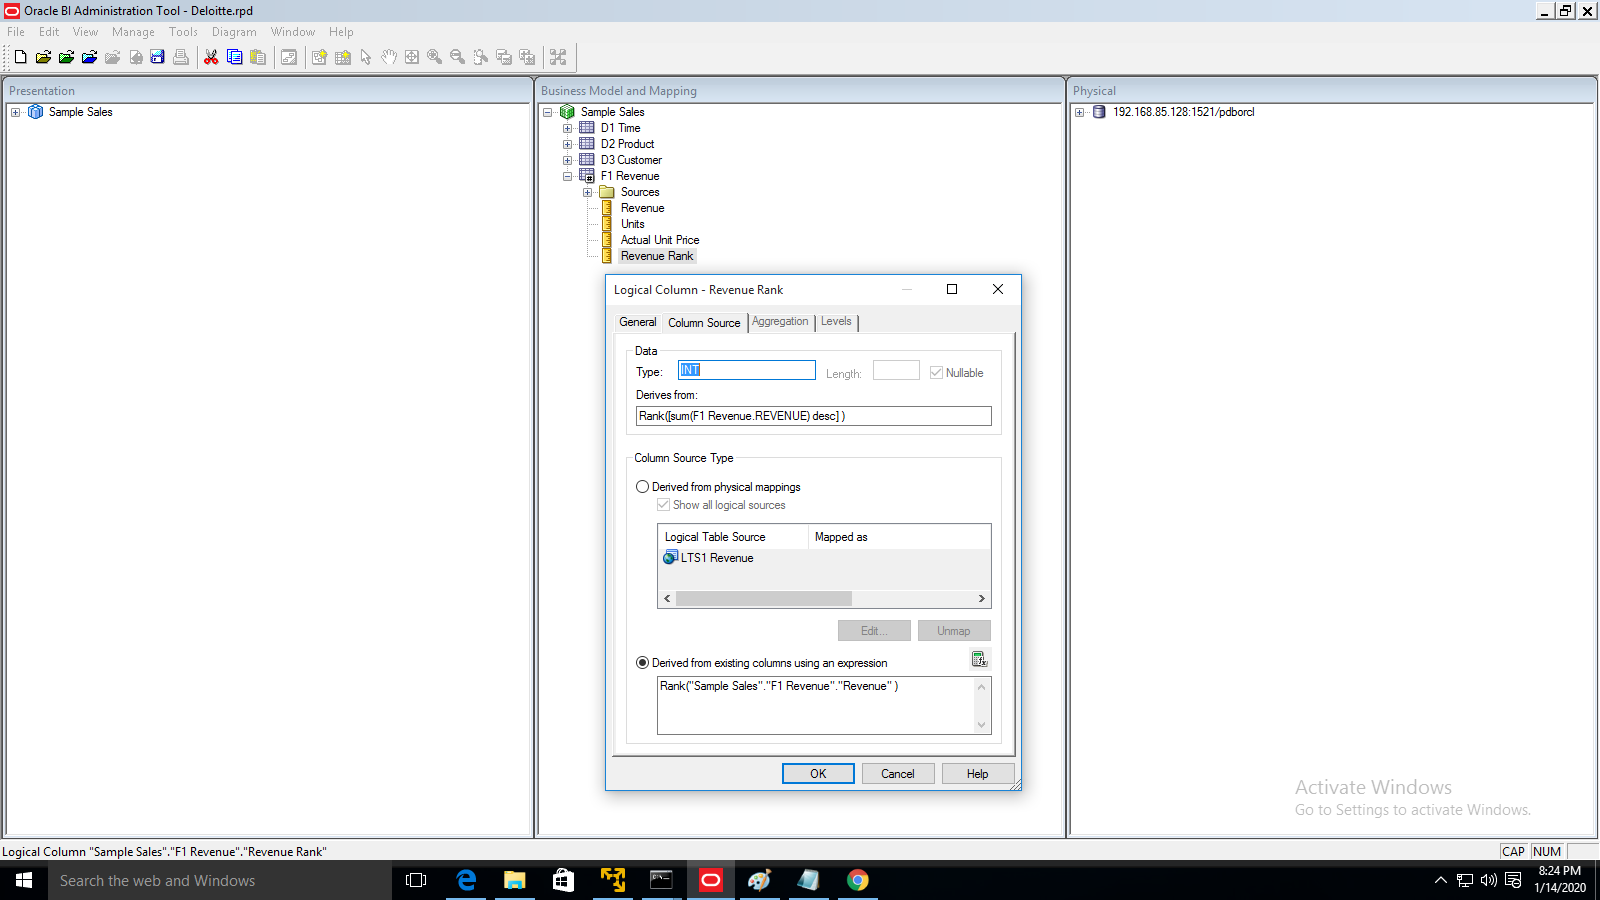 Oracle BI Administration Tool - Deloitte.rpd
File Edit View Manage Tools Diagram Window Help
Presentation
Sample Sales
Business Model and Mapping
Sample Sales
D1 Time
D2 Product
D3 Customer
F1 Revenue
Sources
Revenue
Units
Actual Unit Price
Revenue Rank
Physical
192.168.85.128:1521/pdborcl
Logical Column - Revenue Rank
General Column Source Aggregation Levels
Data
Type: INT Length: Nullable
Derives from:
Rank([sum(F1 Revenue.REVENUE) desc] )
Column Source Type
Derived from physical mappings
Show all logical sources
Logical Table Source Mapped as
LTS1 Revenue
Edit... Unmap
Derived from existing columns using an expression
Rank("Sample Sales"."F1 Revenue"."Revenue" )
OK Cancel Help
Activate Windows
Go to Settings to activate Windows.
Logical Column "Sample Sales"."F1 Revenue"."Revenue Rank"
CAP NUM
Search the web and Windows
8:24 PM
1/14/2020